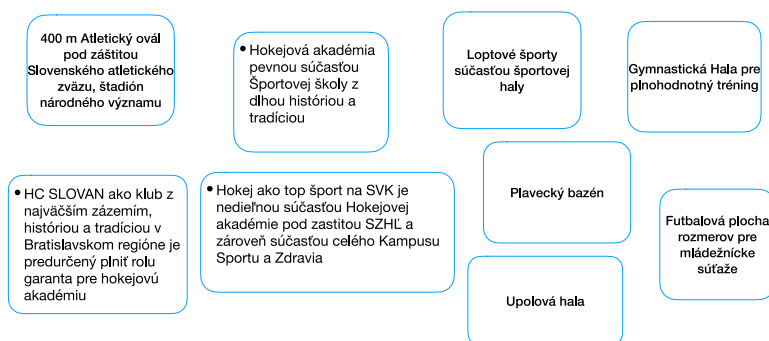 400 m Atletický ovál
pod záštitou
Slovenského atletického
zväzu, štadión
národného významu
• Hokejová akadémia
pevnou súčasťou
Športovej školy z
dlhou históriou a
tradíciou
Loptové športy
súčasťou športovej
haly
Gymnastická Hala pre
plnohodnotný tréning
• HC SLOVAN ako klub z
najväčším zázemím,
históriou a tradíciou v
Bratislavskom regióne je
predurčený plniť rolu
garanta pre hokejovú
akadémiu
• Hokej ako top šport na SVK je
nedieľnou súčasťou Hokejovej
akadémie pod zastitou SZHĽ a
zároveň súčasťou celého Kampusu
Sportu a Zdravia
Plavecký bazén
Futbalová plocha
rozmerov pre
mládežnícke
súťaže
Upolová hala